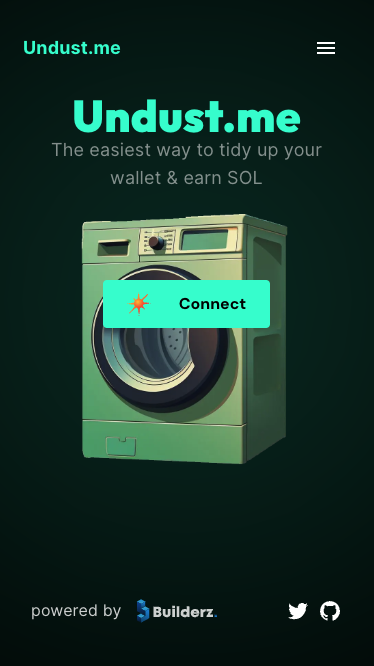 Undust.me
Undust.me
The easiest way to tidy up your
wallet & earn SOL
Connect
powered by Builderz.